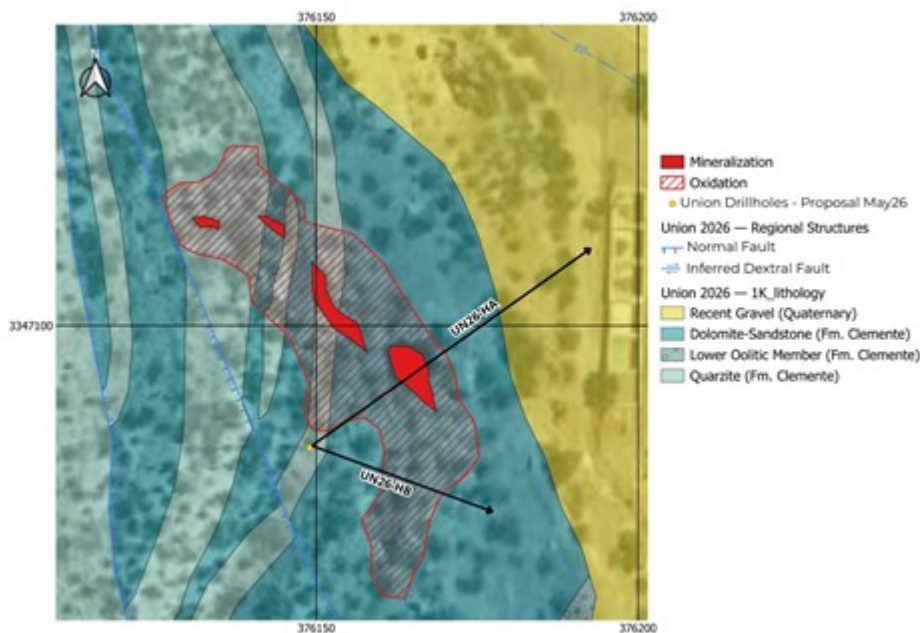 376150
376200
N
3347100
UN26-HA
UN26-HB
376150
376200
Mineralization
Oxidation
Union Drillholes - Proposal May26
Union 2026 — Regional Structures
Normal Fault
Inferred Dextral Fault
Union 2026 — 1K_lithology
Recent Gravel (Quaternary)
Dolomite-Sandstone (Fm. Clemente)
Lower Oolitic Member (Fm. Clemente)
Quarzite (Fm. Clemente)